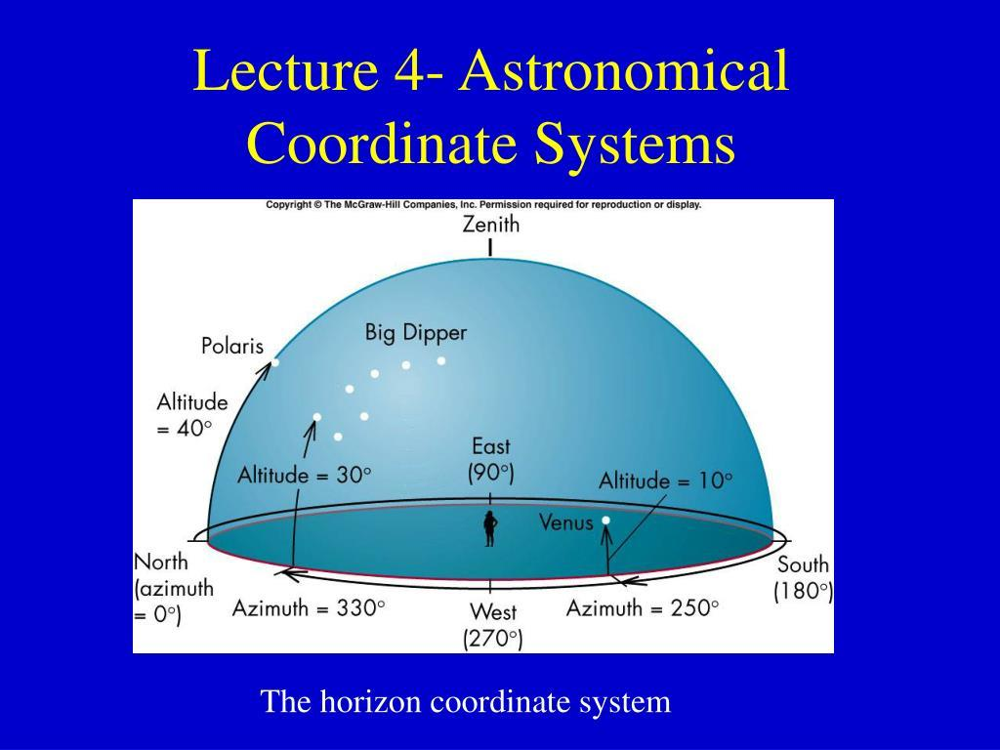 Lecture 4- Astronomical
Coordinate Systems
Copyright © The McGraw-Hill Companies, Inc. Permission required for reproduction or display.
Zenith
Big Dipper
Polaris
Altitude
= 40°
East
(90°)
Altitude = 30°
Altitude = 10°
Venus
North
(azimuth
= 0°)
South
(180°)
Azimuth = 330°
West
(270°)
Azimuth = 250°
The horizon coordinate system